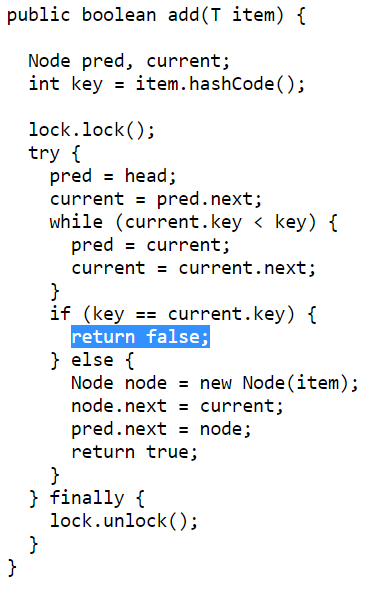 public boolean add(T item) {

  Node pred, current;
  int key = item.hashCode();

  lock.lock();
  try {
    pred = head;
    current = pred.next;
    while (current.key < key) {
      pred = current;
      current = current.next;
    }
    if (key == current.key) {
      return false;
    } else {
      Node node = new Node(item);
      node.next = current;
      pred.next = node;
      return true;
    }
  } finally {
    lock.unlock();
  }
}